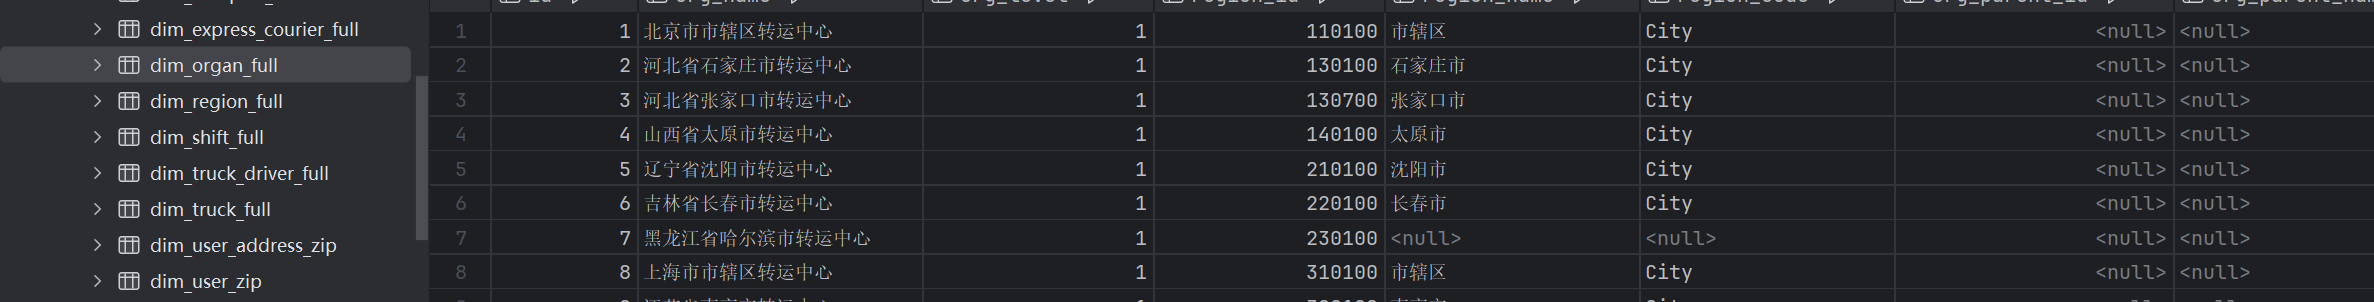 dim_express_courier_full
dim_organ_full
dim_region_full
dim_shift_full
dim_truck_driver_full
dim_truck_full
dim_user_address_zip
dim_user_zip
1 1 北京市市辖区转运中心 1 110100 市辖区 City <null> <null>
2 2 河北省石家庄市转运中心 1 130100 石家庄市 City <null> <null>
3 3 河北省张家口市转运中心 1 130700 张家口市 City <null> <null>
4 4 山西省太原市转运中心 1 140100 太原市 City <null> <null>
5 5 辽宁省沈阳市转运中心 1 210100 沈阳市 City <null> <null>
6 6 吉林省长春市转运中心 1 220100 长春市 City <null> <null>
7 7 黑龙江省哈尔滨市转运中心 1 230100 <null> <null> <null> <null>
8 8 上海市市辖区转运中心 1 310100 市辖区 City <null> <null>